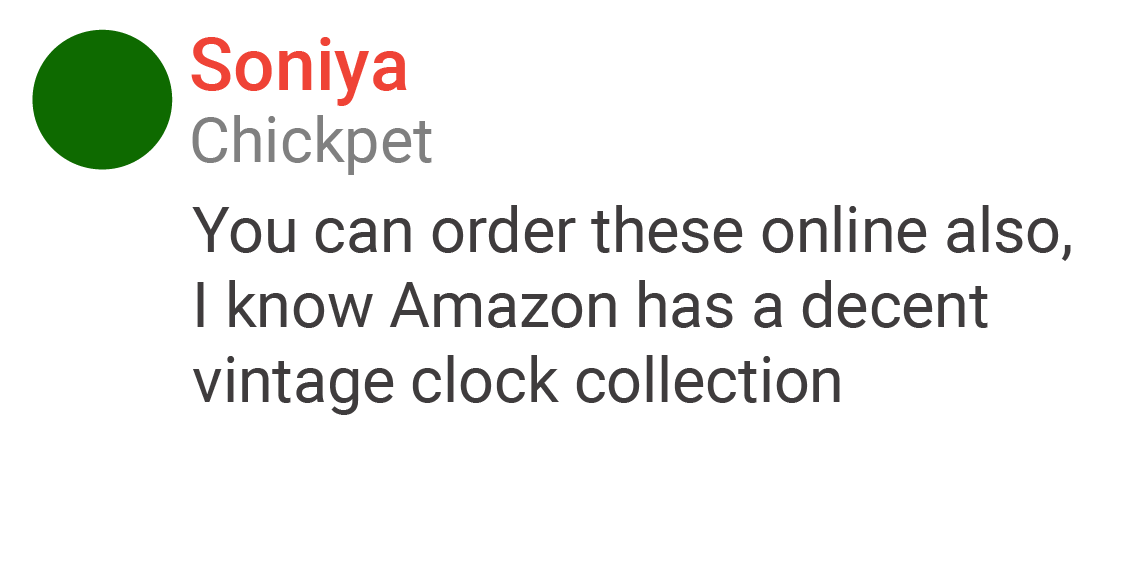 Soniya
Chickpet
You can order these online also,
I know Amazon has a decent
vintage clock collection